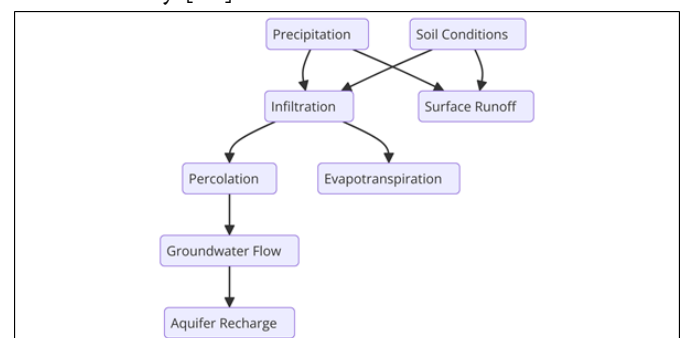 Precipitation
Soil Conditions
Infiltration
Surface Runoff
Percolation
Evapotranspiration
Groundwater Flow
Aquifer Recharge